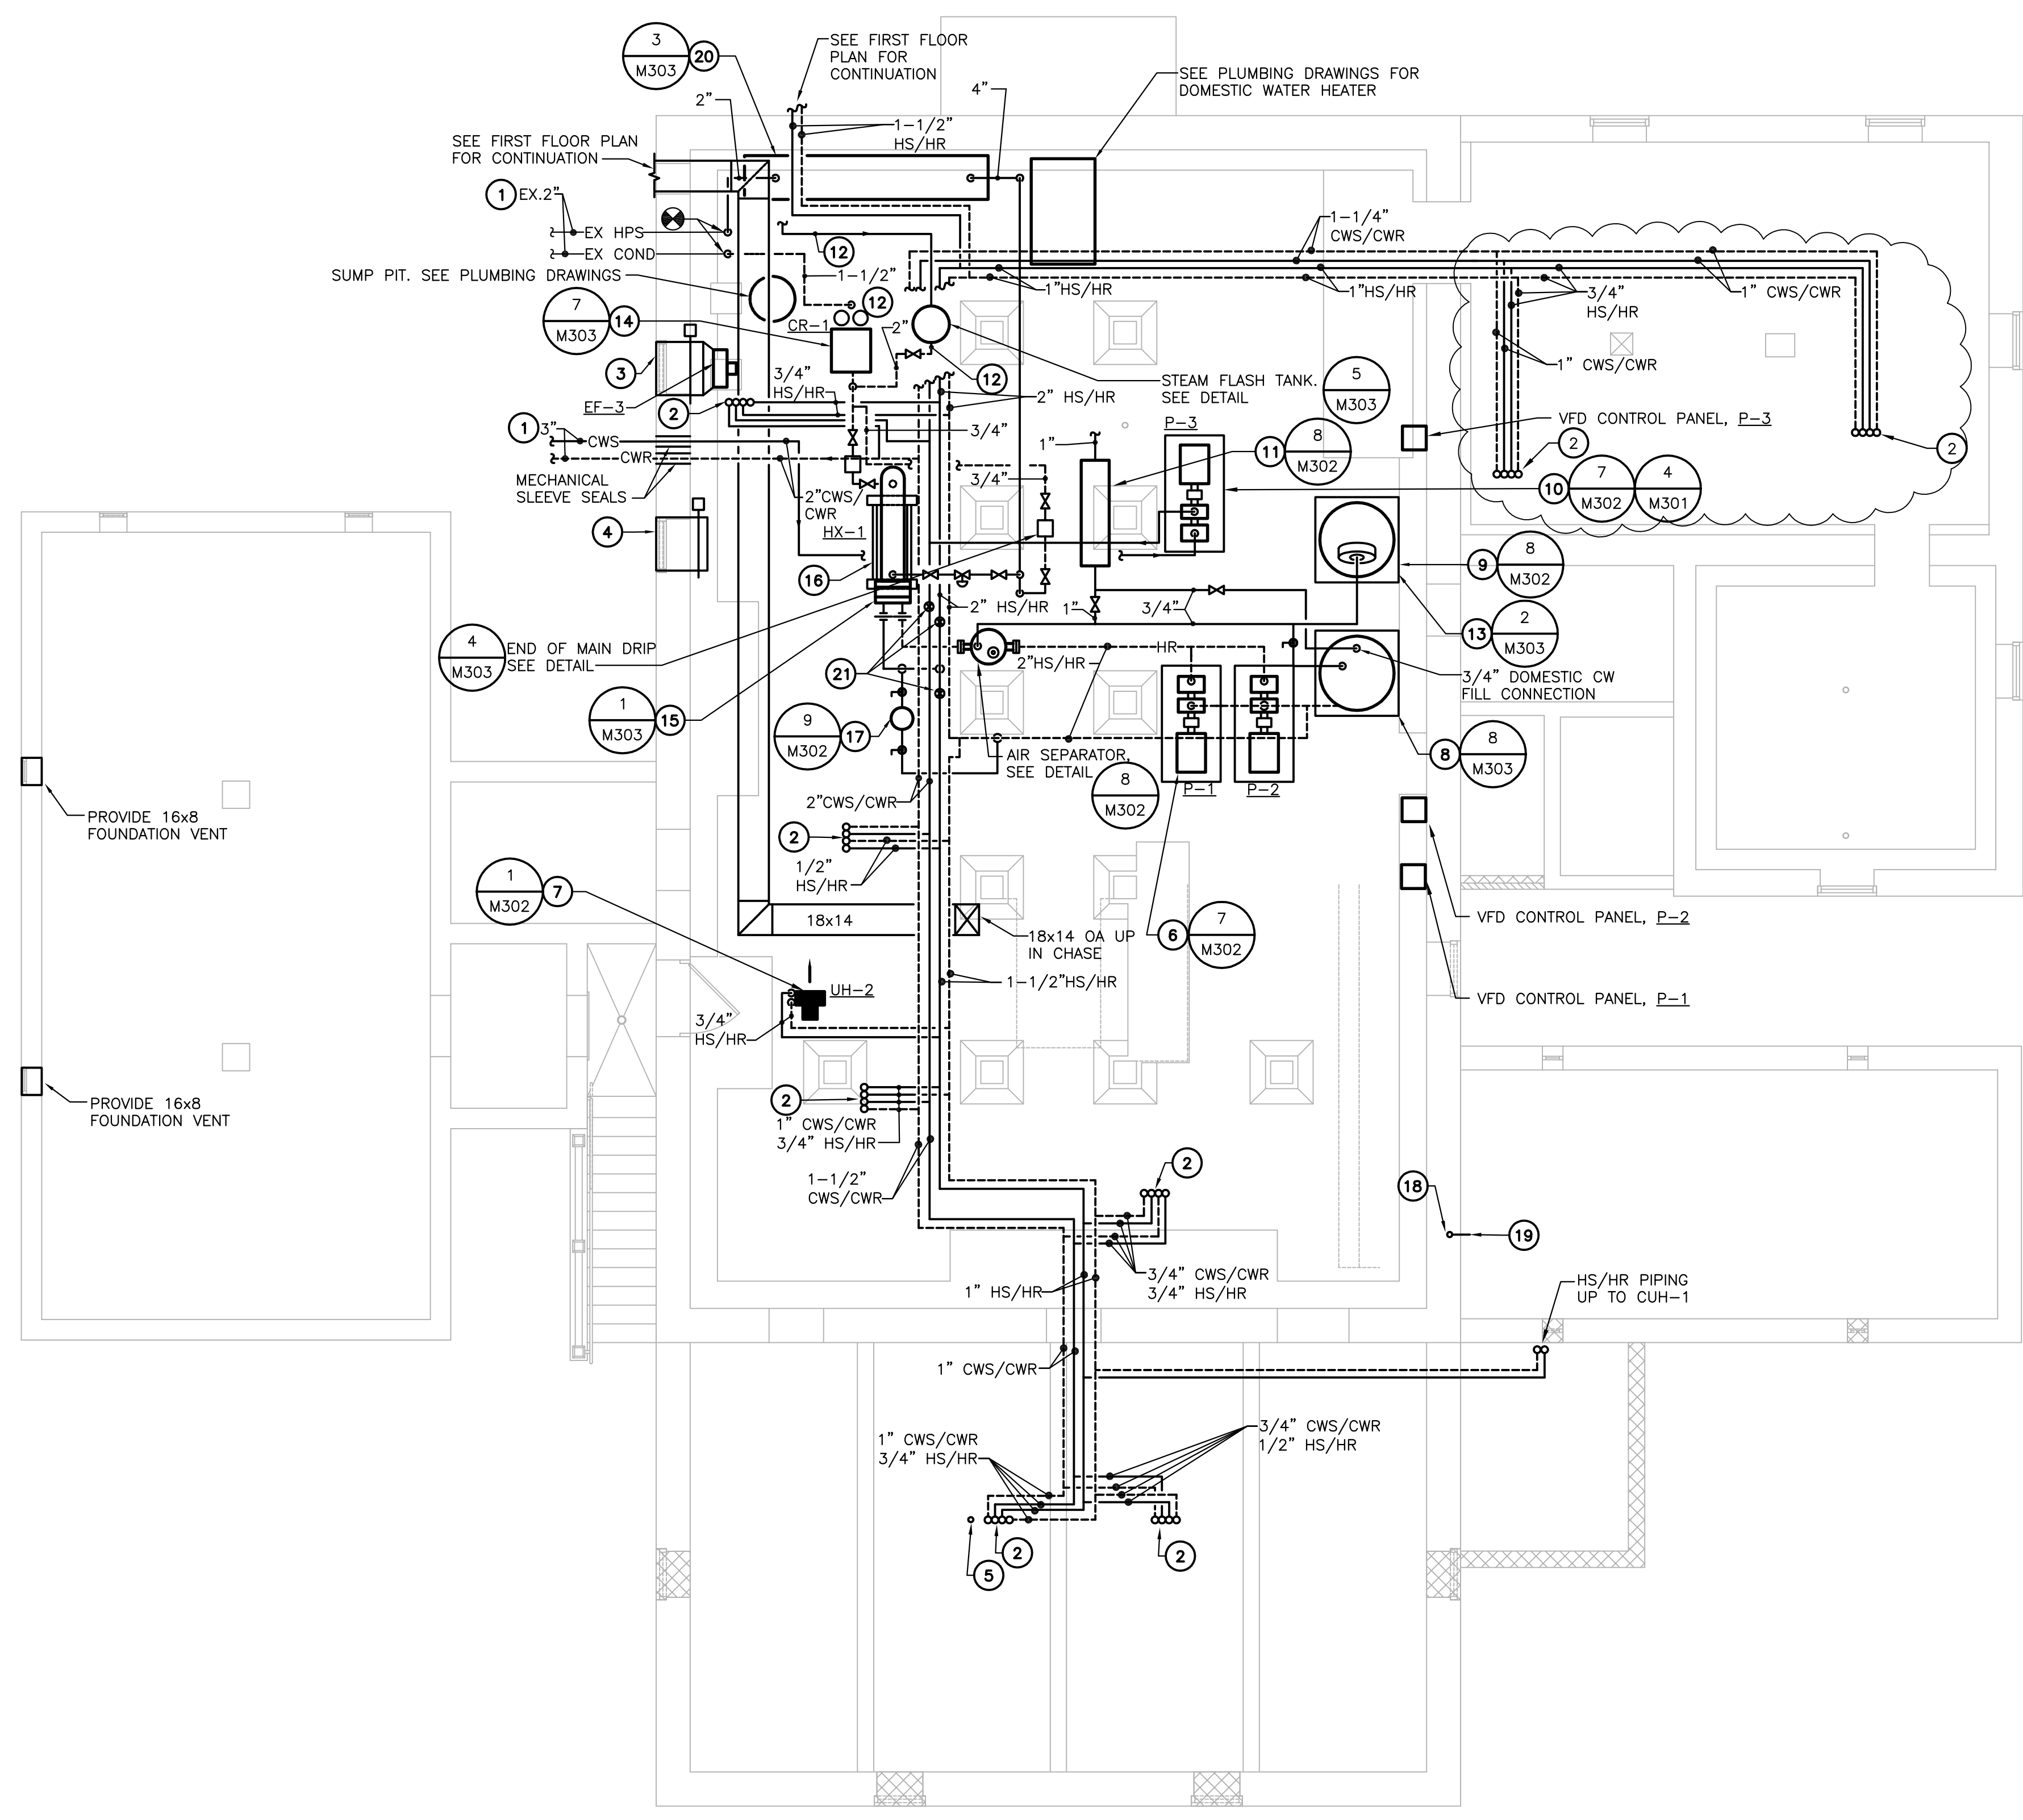 3
M303
20
SEE FIRST FLOOR
PLAN FOR
CONTINUATION
4”
SEE PLUMBING DRAWINGS FOR
DOMESTIC WATER HEATER
2”
1-1/2”
HS/HR
SEE FIRST FLOOR PLAN
FOR CONTINUATION
1
EX.2”
EX HPS
EX COND
12
1-1/4”
CWS/CWR
SUMP PIT. SEE PLUMBING DRAWINGS
1-1/2”
1"HS/HR
1"HS/HR
3/4”
HS/HR
1” CWS/CWR
7
M303
14
CR-1
12
2”
3
3/4”
HS/HR
12
STEAM FLASH TANK.
SEE DETAIL
5
M303
1” CWS/CWR
EF-3
2
2” HS/HR
VFD CONTROL PANEL, P-3
1
3”
CWS
CWR
3/4”
1”
P-3
11
8
M302
2
2
MECHANICAL
SLEEVE SEALS
2"CWS/
CWR
3/4”
10
7
M302
4
M301
4
HX-1
16
9
8
M302
2” HS/HR
1”
3/4”
13
2
M303
4
M303
END OF MAIN DRIP
SEE DETAIL
HR
2"HS/HR
21
3/4” DOMESTIC CW
FILL CONNECTION
1
M303
15
9
M302
17
AIR SEPARATOR,
SEE DETAIL
8
M302
8
8
M303
P-1
P-2
PROVIDE 16x8
FOUNDATION VENT
2"CWS/CWR
2
1/2”
HS/HR
1
M302
7
18x14
18x14 OA UP
IN CHASE
6
7
M302
VFD CONTROL PANEL, P-2
1-1/2"HS/HR
UH-2
3/4”
HS/HR
VFD CONTROL PANEL, P-1
PROVIDE 16x8
FOUNDATION VENT
2
1” CWS/CWR
3/4” HS/HR
2
1-1/2”
CWS/CWR
18
19
3/4” CWS/CWR
3/4” HS/HR
1” HS/HR
HS/HR PIPING
UP TO CUH-1
1” CWS/CWR
1” CWS/CWR
3/4” HS/HR
3/4” CWS/CWR
1/2” HS/HR
2
2
5